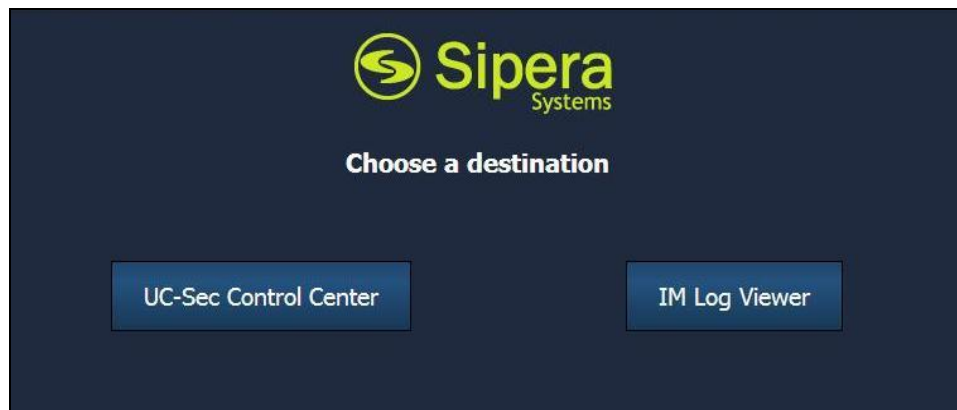 Sipera
Systems
Choose a destination
UC-Sec Control Center
IM Log Viewer